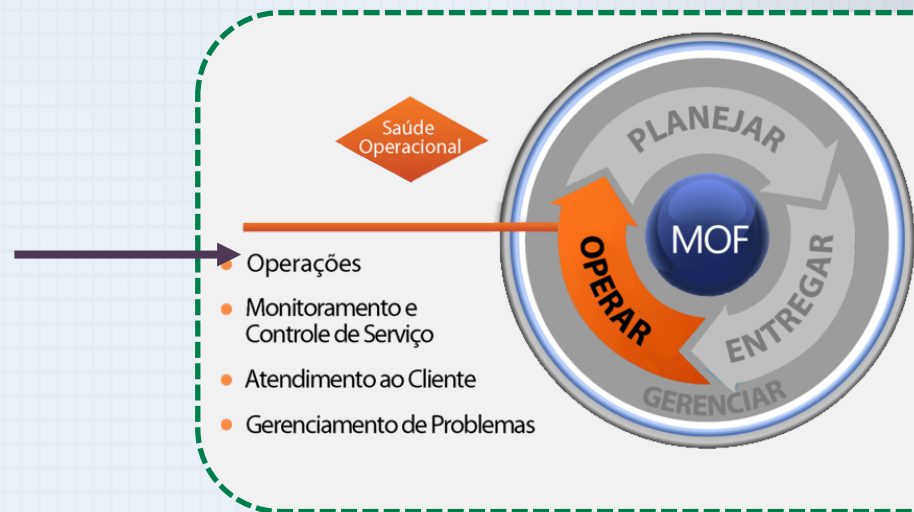 Saúde
Operacional
Operações
Monitoramento e
Controle de Serviço
Atendimento ao Cliente
Gerenciamento de Problemas
PLANEJAR
MOF
OPERAR
ENTREGAR
GERENCIAR